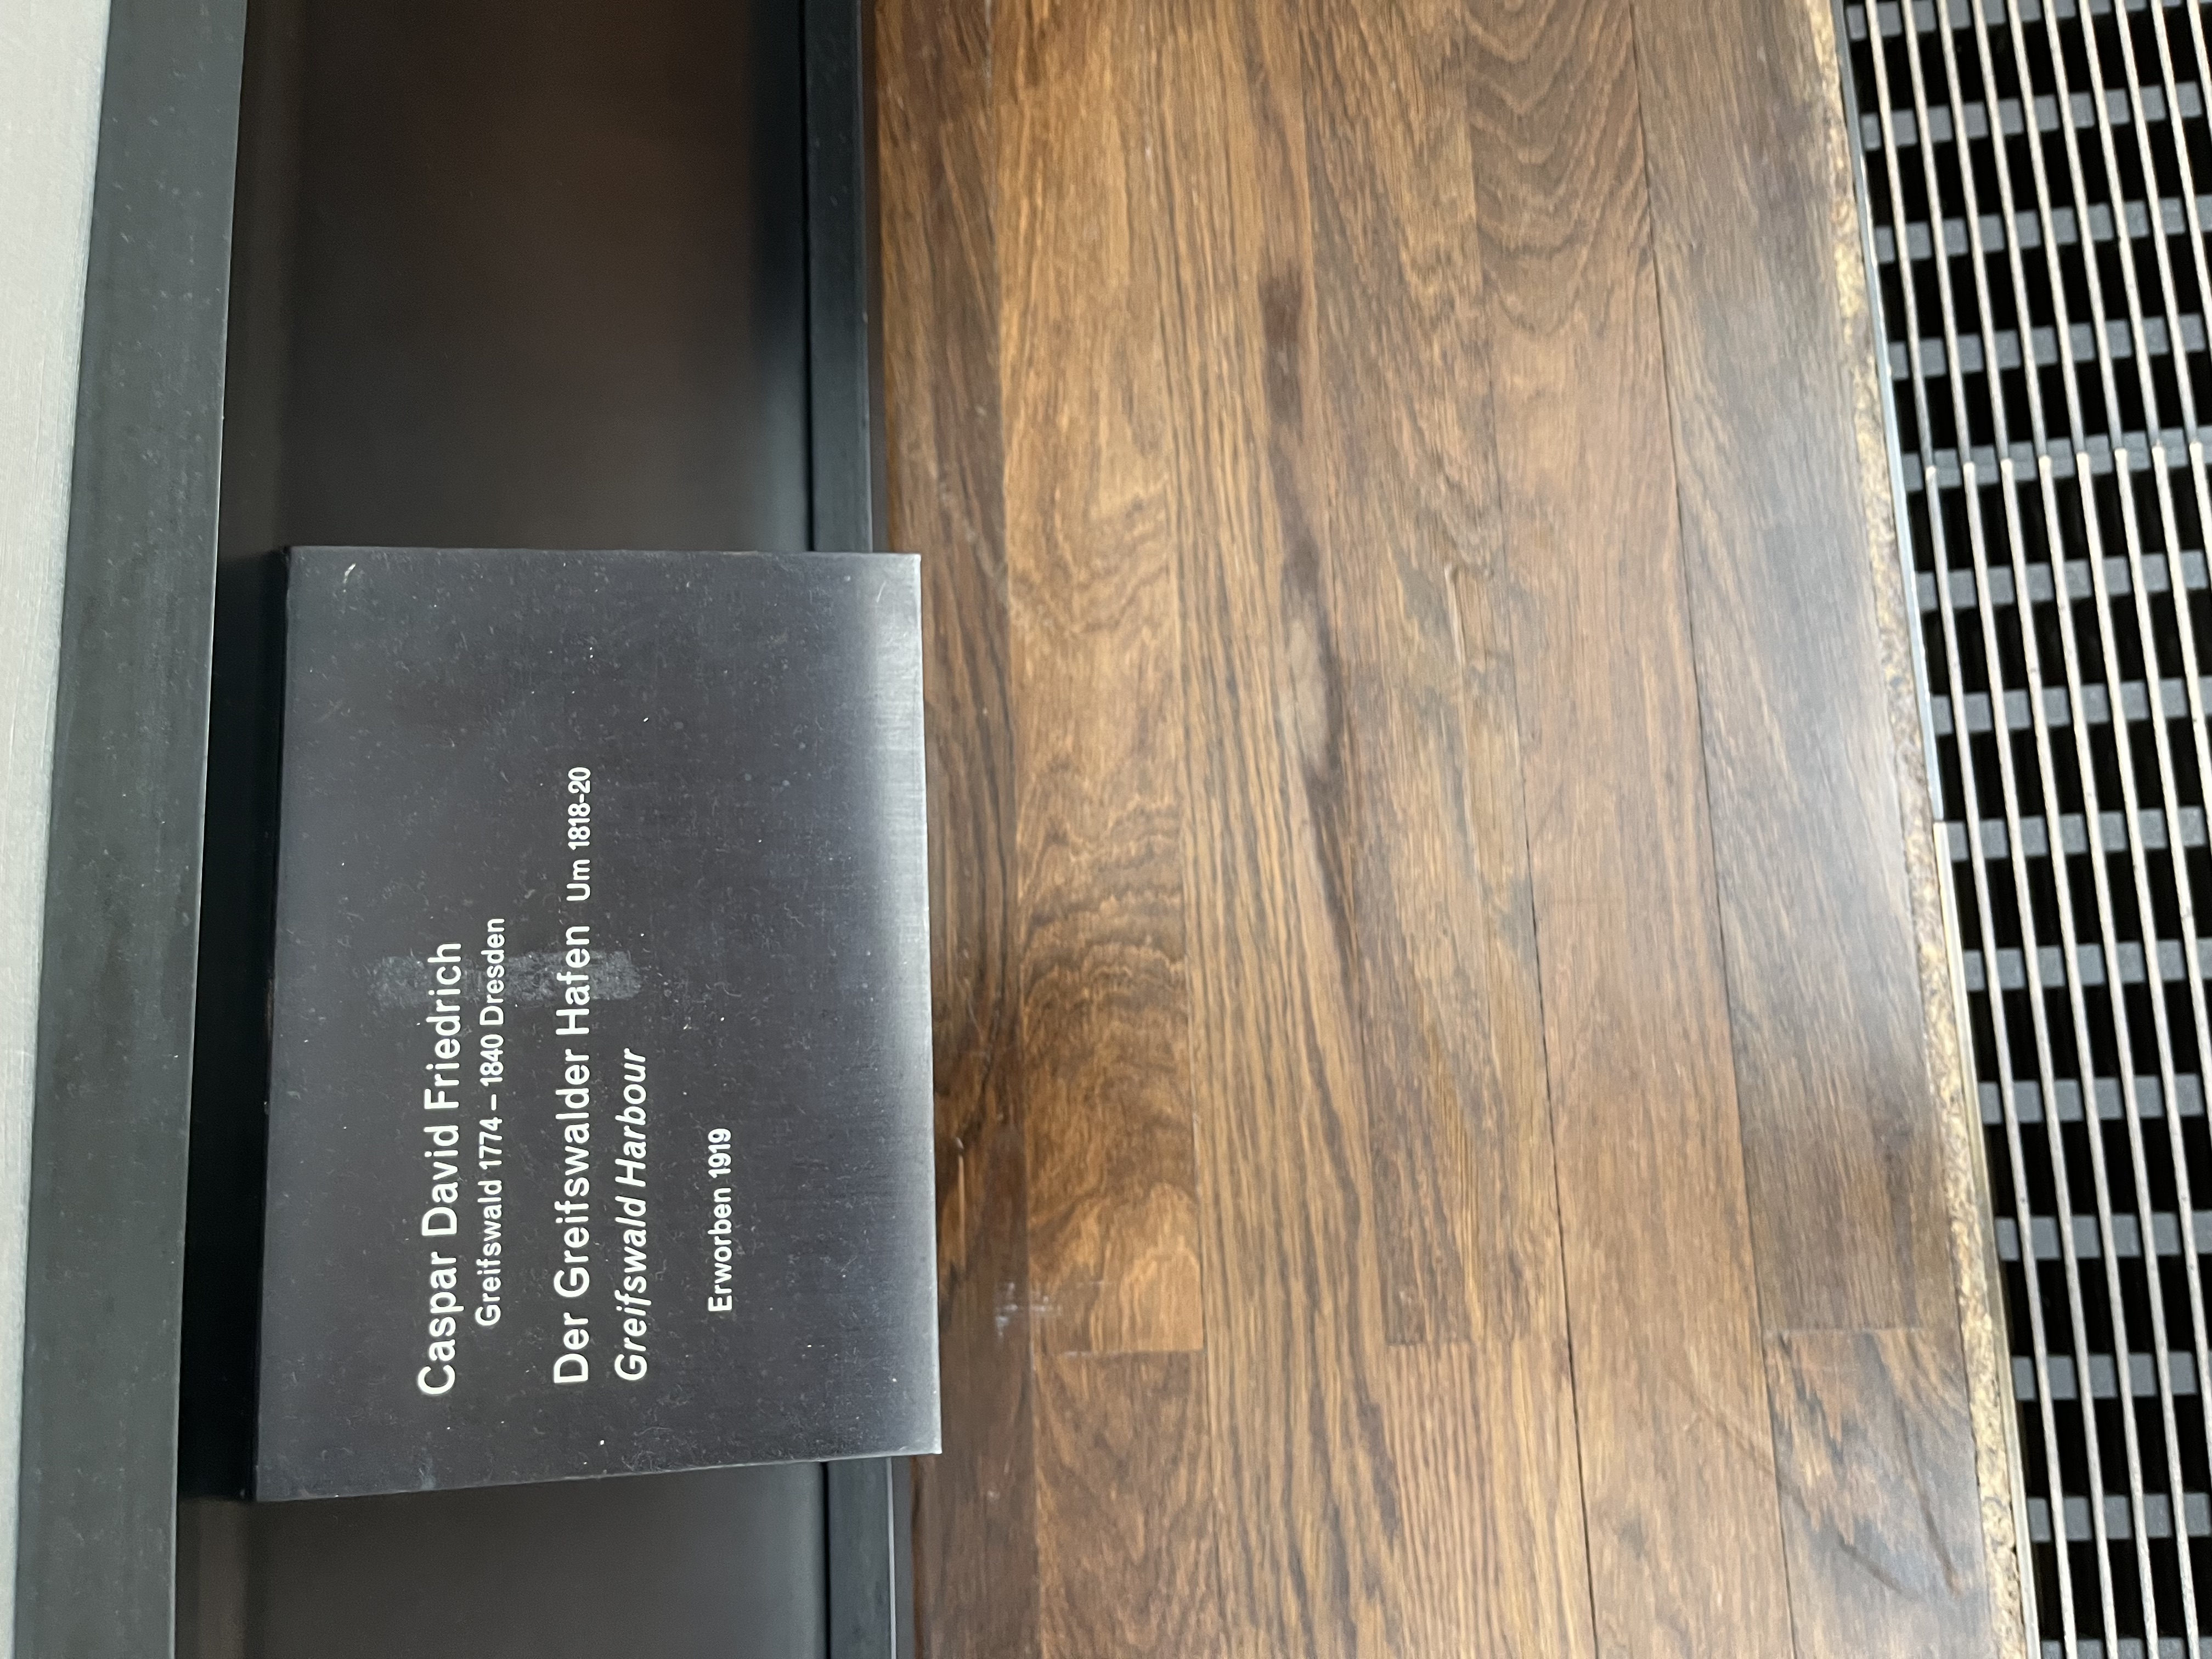 Caspar David Friedrich
Greifswald 1774 – 1840 Dresden
Der Greifswalder Hafen Um 1818-20
Greifswald Harbour
Erworben 1919